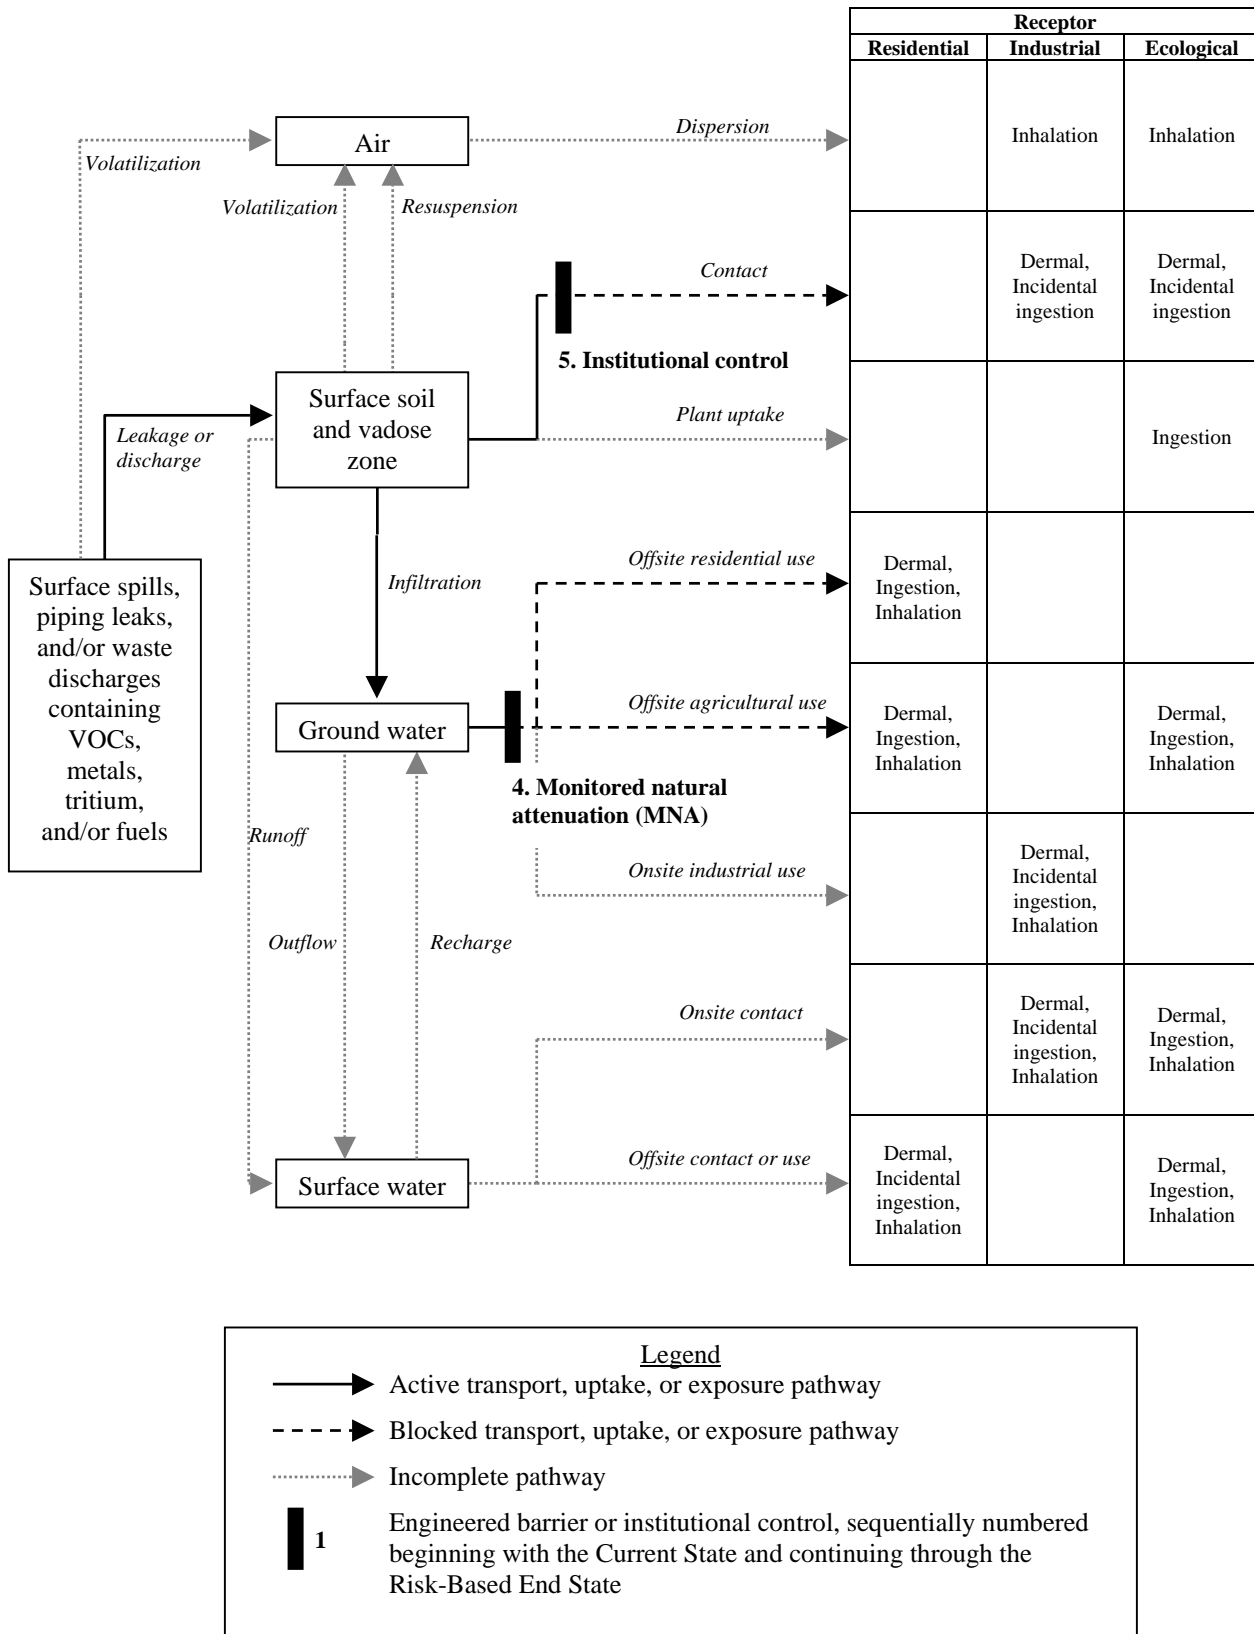 Receptor
Residential Industrial Ecological
Air
Dispersion
Inhalation
Inhalation
Volatilization
Volatilization
Resuspension
Contact
Dermal,
Incidental
ingestion
Dermal,
Incidental
ingestion
5. Institutional control
Surface soil
and vadose
zone
Plant uptake
Ingestion
Leakage or
discharge
Surface spills,
piping leaks,
and/or waste
discharges
containing
VOCs,
metals,
tritium,
and/or fuels
Infiltration
Offsite residential use
Dermal,
Ingestion,
Inhalation
Ground water
Offsite agricultural use
Dermal,
Ingestion,
Inhalation
Dermal,
Ingestion,
Inhalation
4. Monitored natural
attenuation (MNA)
Runoff
Onsite industrial use
Dermal,
Incidental
ingestion,
Inhalation
Outflow
Recharge
Onsite contact
Dermal,
Incidental
ingestion,
Inhalation
Dermal,
Ingestion,
Inhalation
Surface water
Offsite contact or use
Dermal,
Incidental
ingestion,
Inhalation
Dermal,
Ingestion,
Inhalation
Legend
Active transport, uptake, or exposure pathway
Blocked transport, uptake, or exposure pathway
Incomplete pathway
1
Engineered barrier or institutional control, sequentially numbered
beginning with the Current State and continuing through the
Risk-Based End State